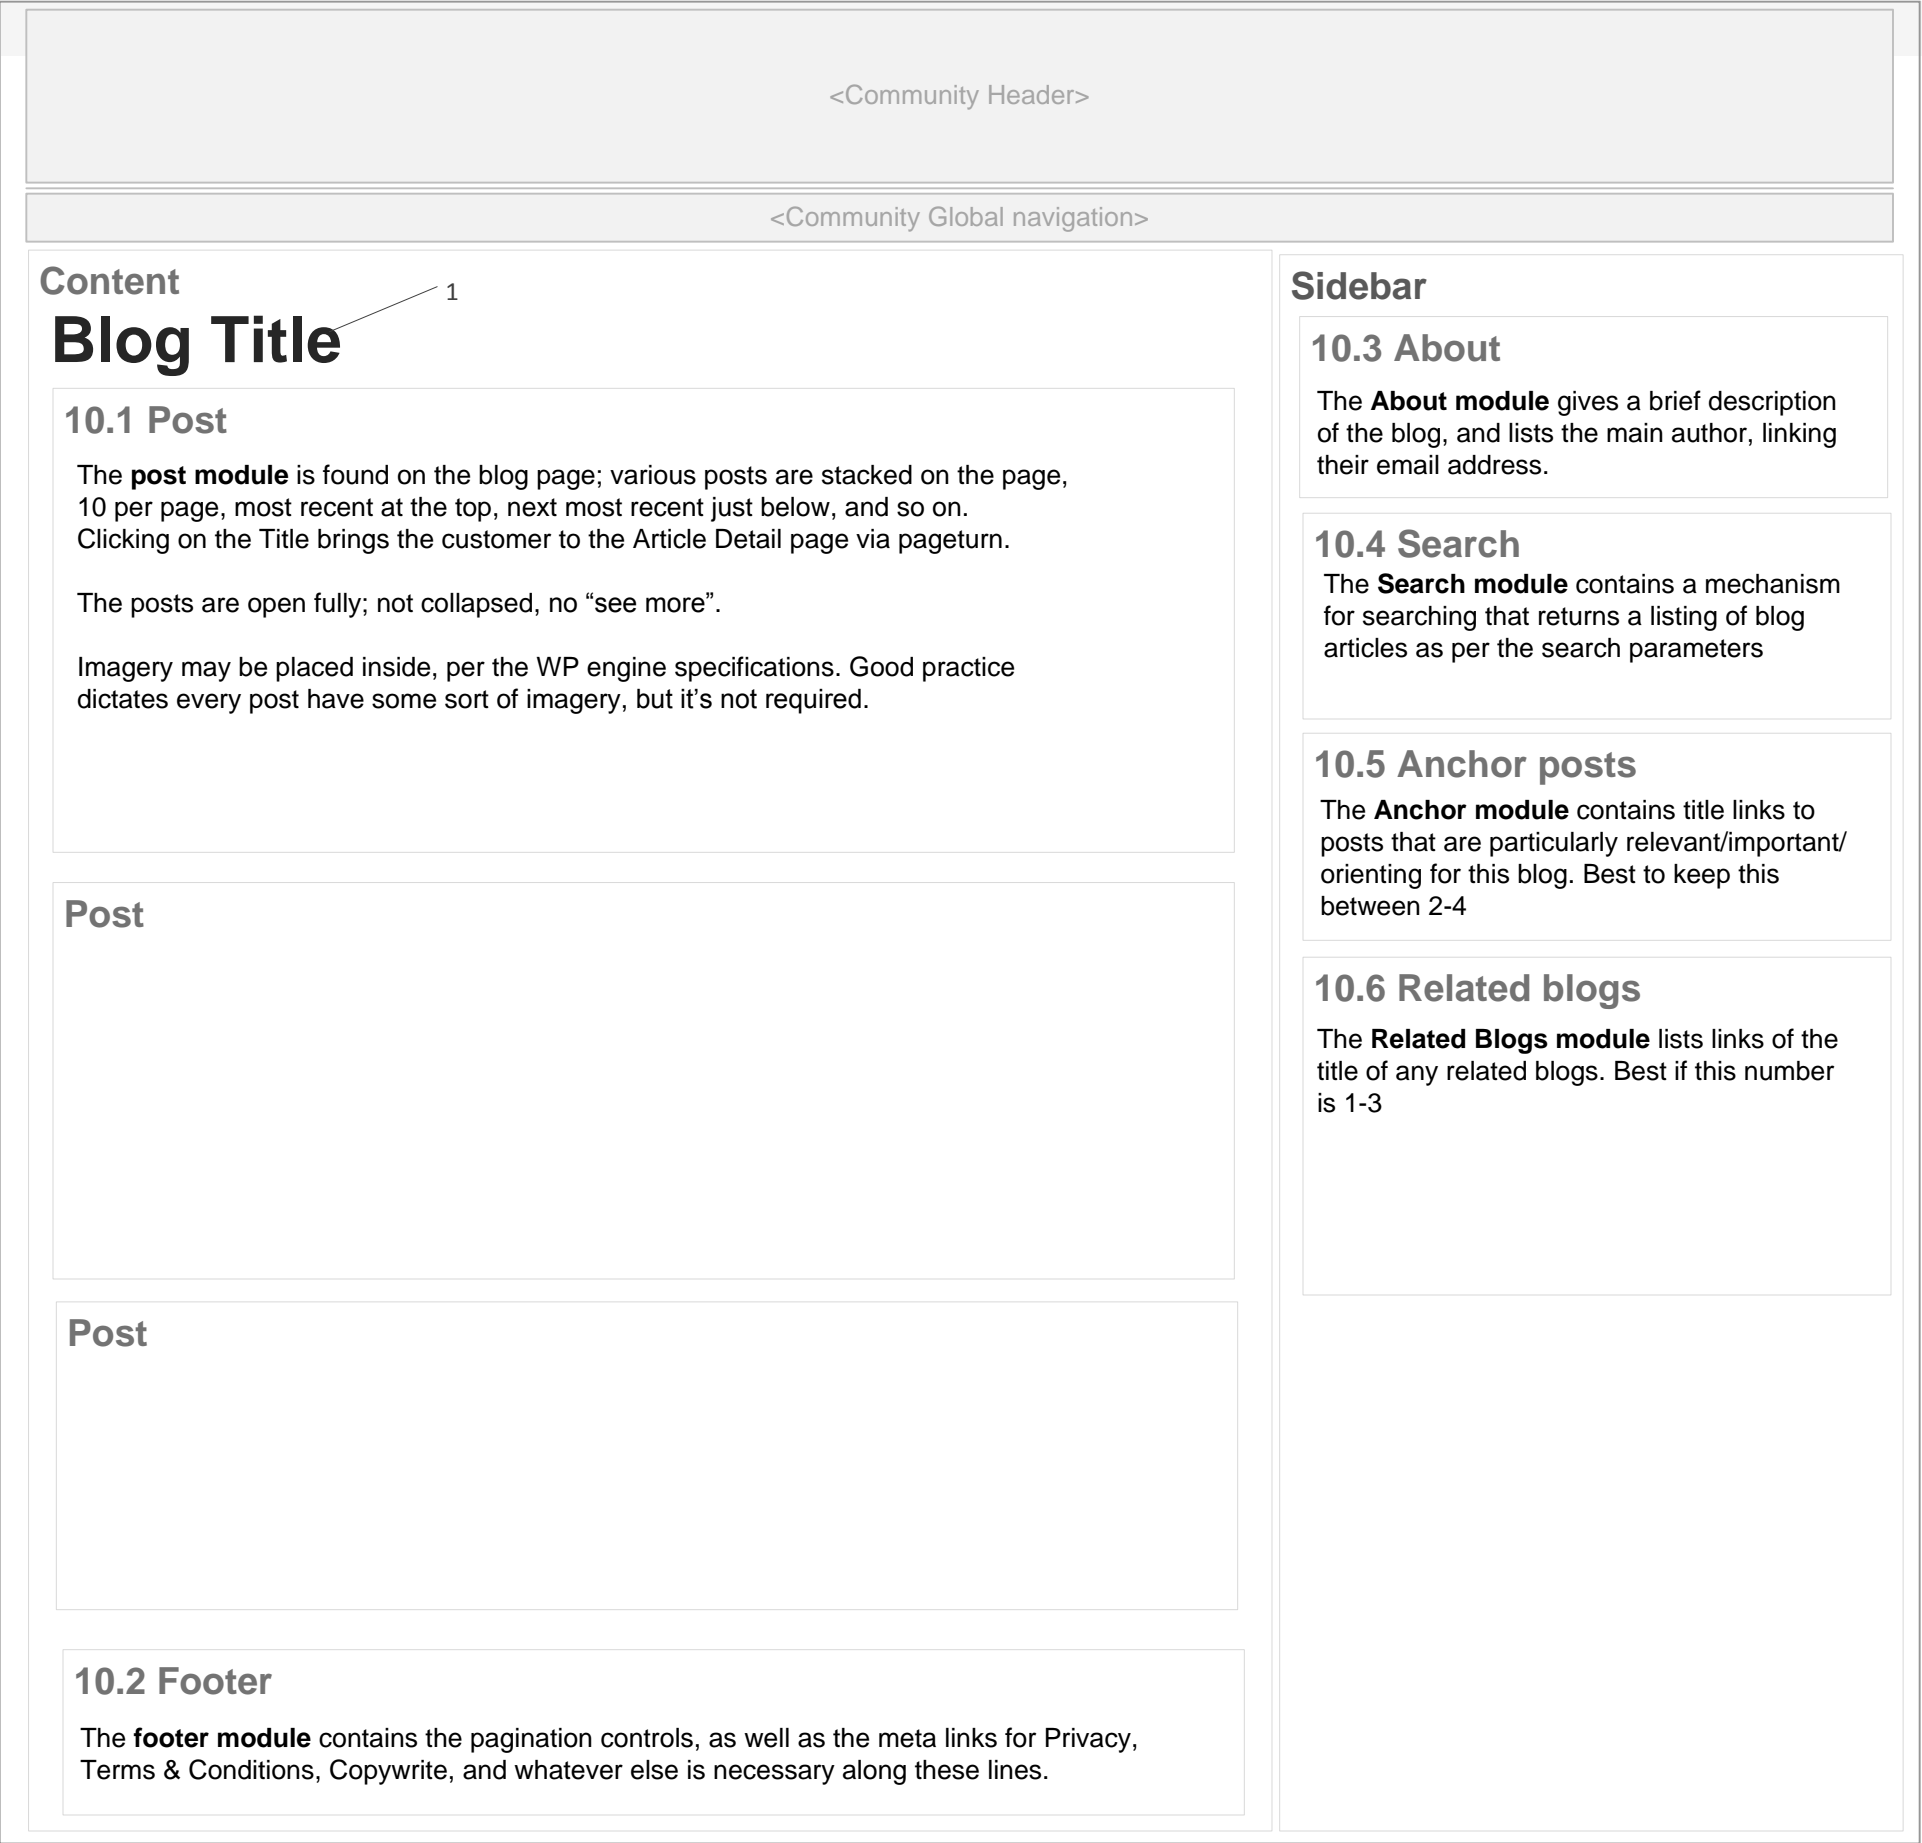 <Community Header>
<Community Global navigation>
Content
1
Blog Title
10.1 Post
The post module is found on the blog page; various posts are stacked on the page,
10 per page, most recent at the top, next most recent just below, and so on.
Clicking on the Title brings the customer to the Article Detail page via pageturn.
The posts are open fully; not collapsed, no “see more”.
Imagery may be placed inside, per the WP engine specifications. Good practice
dictates every post have some sort of imagery, but it’s not required.
Post
Post
10.2 Footer
The footer module contains the pagination controls, as well as the meta links for Privacy,
Terms & Conditions, Copywrite, and whatever else is necessary along these lines.
Sidebar
10.3 About
The About module gives a brief description
of the blog, and lists the main author, linking
their email address.
10.4 Search
The Search module contains a mechanism
for searching that returns a listing of blog
articles as per the search parameters
10.5 Anchor posts
The Anchor module contains title links to
posts that are particularly relevant/important/
orienting for this blog. Best to keep this
between 2-4
10.6 Related blogs
The Related Blogs module lists links of the
title of any related blogs. Best if this number
is 1-3